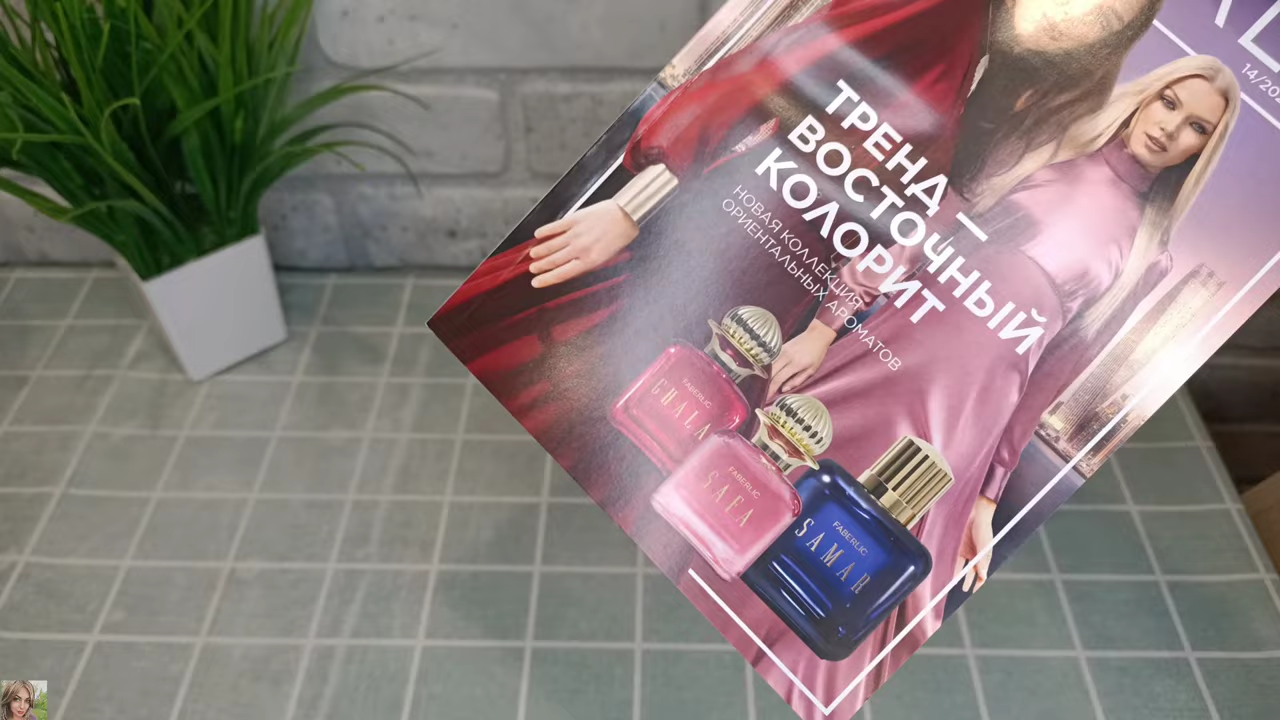 14/20
ТРЕНД –
ВОСТОЧНЫЙ
КОЛОРИТ
НОВАЯ КОЛЛЕКЦИЯ
ОРИЕНТАЛЬНЫХ АРОМАТОВ
FABERLIC
GHALA
FABERLIC
SAFA
FABERLIC
SAMAR